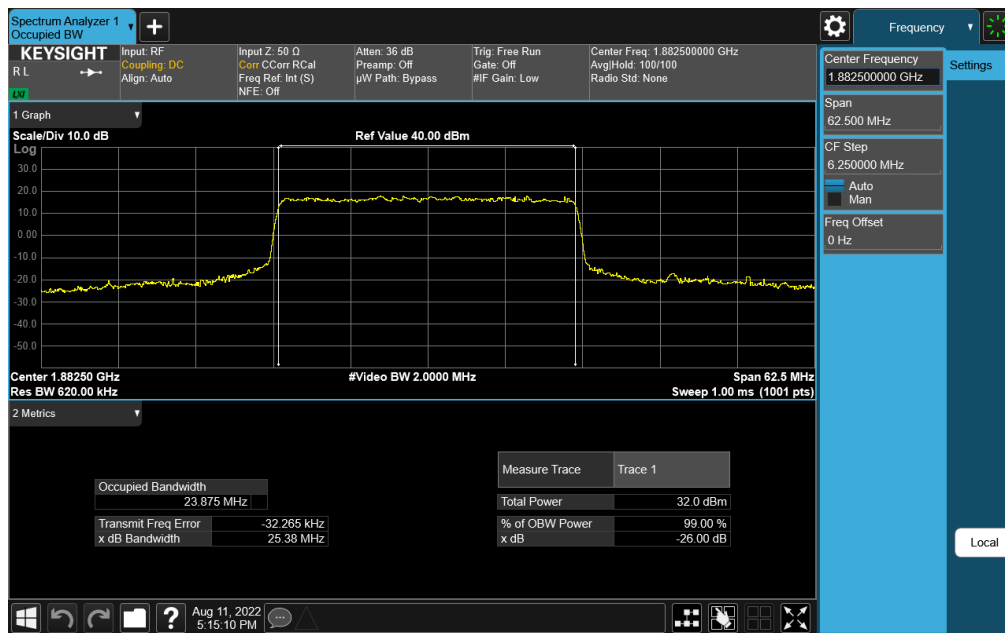 Spectrum Analyzer 1
Occupied BW
Frequency
KEYSIGHT
R L
LXI
Input: RF
Coupling: DC
Align: Auto
Input Z: 50 Ω
Corr CCorr RCal
Freq Ref: Int (S)
NFE: Off
Atten: 36 dB
Preamp: Off
µW Path: Bypass
Trig: Free Run
Gate: Off
#IF Gain: Low
Center Freq: 1.882500000 GHz
Avg|Hold: 100/100
Radio Std: None
Center Frequency
1.882500000 GHz
Settings
Span
62.500 MHz
CF Step
6.250000 MHz
Auto
Man
Freq Offset
0 Hz
1 Graph
Scale/Div 10.0 dB
Ref Value 40.00 dBm
Log
30.0
20.0
10.0
0.00
-10.0
-20.0
-30.0
-40.0
-50.0
Center 1.88250 GHz
#Video BW 2.0000 MHz
Span 62.5 MHz
Res BW 620.00 kHz
Sweep 1.00 ms (1001 pts)
2 Metrics
Measure Trace Trace 1
Occupied Bandwidth
23.875 MHz
Total Power 32.0 dBm
Transmit Freq Error -32.265 kHz
% of OBW Power 99.00 %
x dB Bandwidth 25.38 MHz
x dB -26.00 dB
Local
Aug 11, 2022
5:15:10 PM